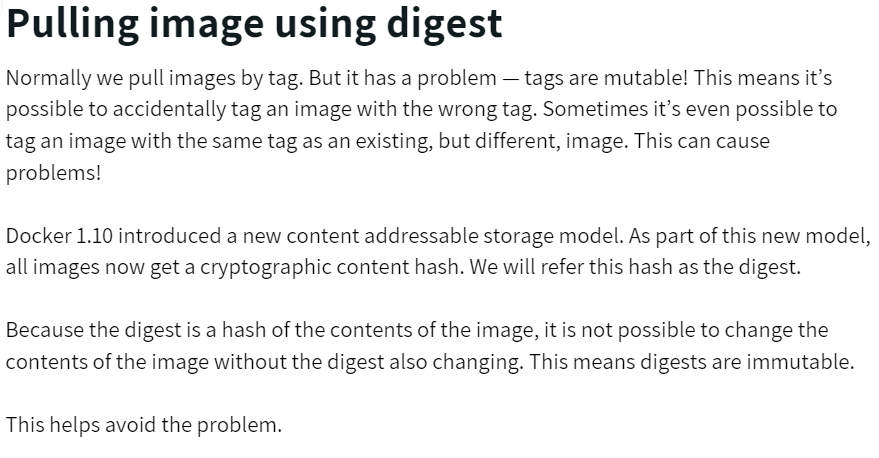 Pulling image using digest
Normally we pull images by tag. But it has a problem — tags are mutable! This means it’s
possible to accidentally tag an image with the wrong tag. Sometimes it’s even possible to
tag an image with the same tag as an existing, but different, image. This can cause
problems!
Docker 1.10 introduced a new content addressable storage model. As part of this new model,
all images now get a cryptographic content hash. We will refer this hash as the digest.
Because the digest is a hash of the contents of the image, it is not possible to change the
contents of the image without the digest also changing. This means digests are immutable.
This helps avoid the problem.